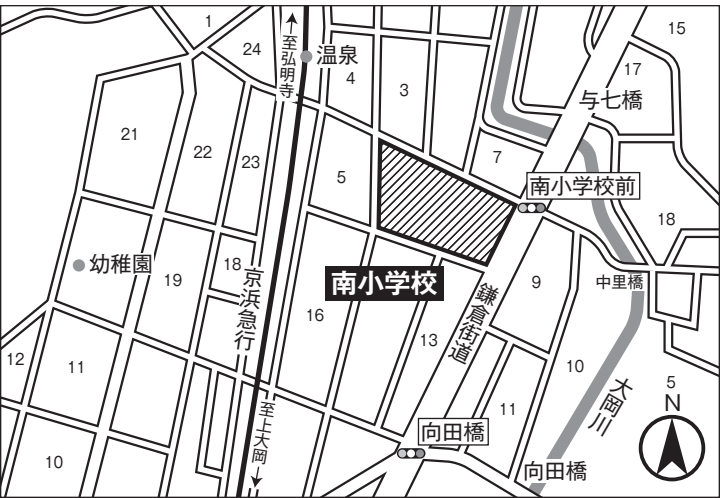 1
15
24
←至弘明寺
温泉
4
3
17
与七橋
21
22
23
5
7
南小学校前
18
幼稚園
19
18
京浜急行
南小学校
16
9
中里橋
鎌倉街道
13
12
11
10
大岡川
5
N
至上大岡→
11
向田橋
10
向田橋